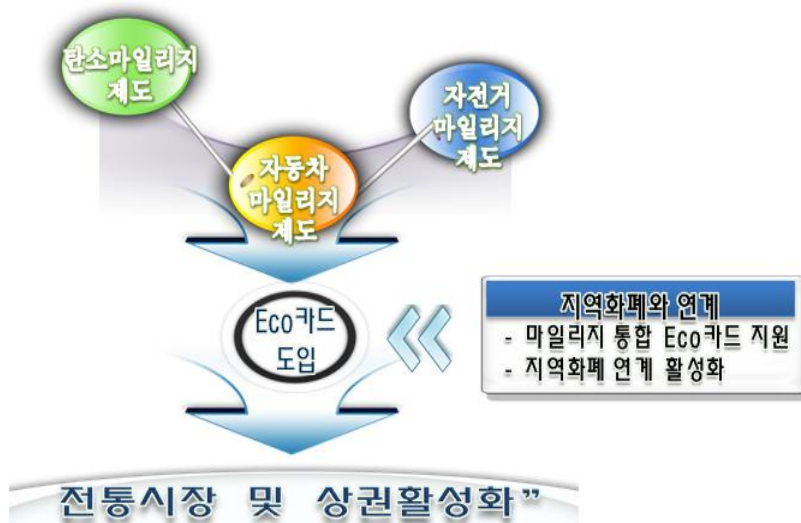 탄소마일리지
제도
자전거
마일리지
제도
자동차
마일리지
제도
Eco카드
도입
지역화폐와 연계
- 마일리지 통합 Eco카드 지원
- 지역화폐 연계 활성화
전통시장 및 상권활성화”